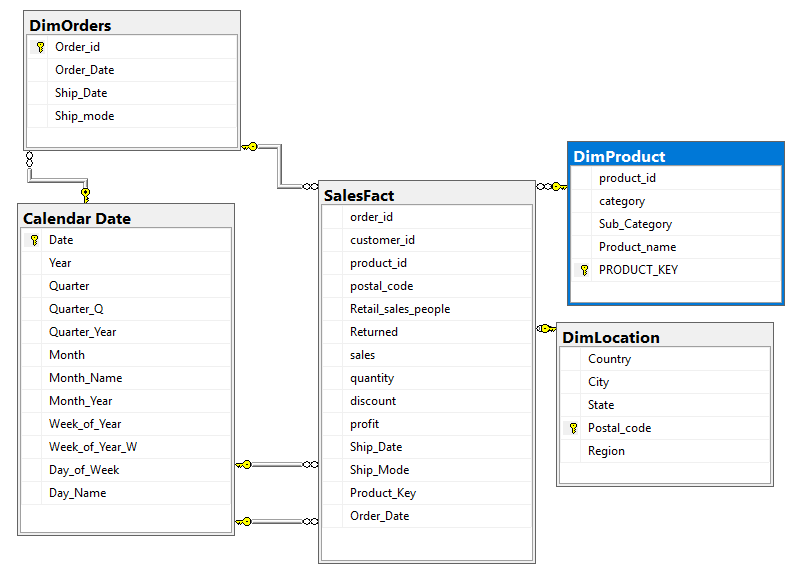 DimOrders
Order_id
Order_Date
Ship_Date
Ship_mode
Calendar Date
Date
Year
Quarter
Quarter_Q
Quarter_Year
Month
Month_Name
Month_Year
Week_of_Year
Week_of_Year_W
Day_of_Week
Day_Name
SalesFact
order_id
customer_id
product_id
postal_code
Retail_sales_people
Returned
sales
quantity
discount
profit
Ship_Date
Ship_Mode
Product_Key
Order_Date
DimProduct
product_id
category
Sub_Category
Product_name
PRODUCT_KEY
DimLocation
Country
City
State
Postal_code
Region